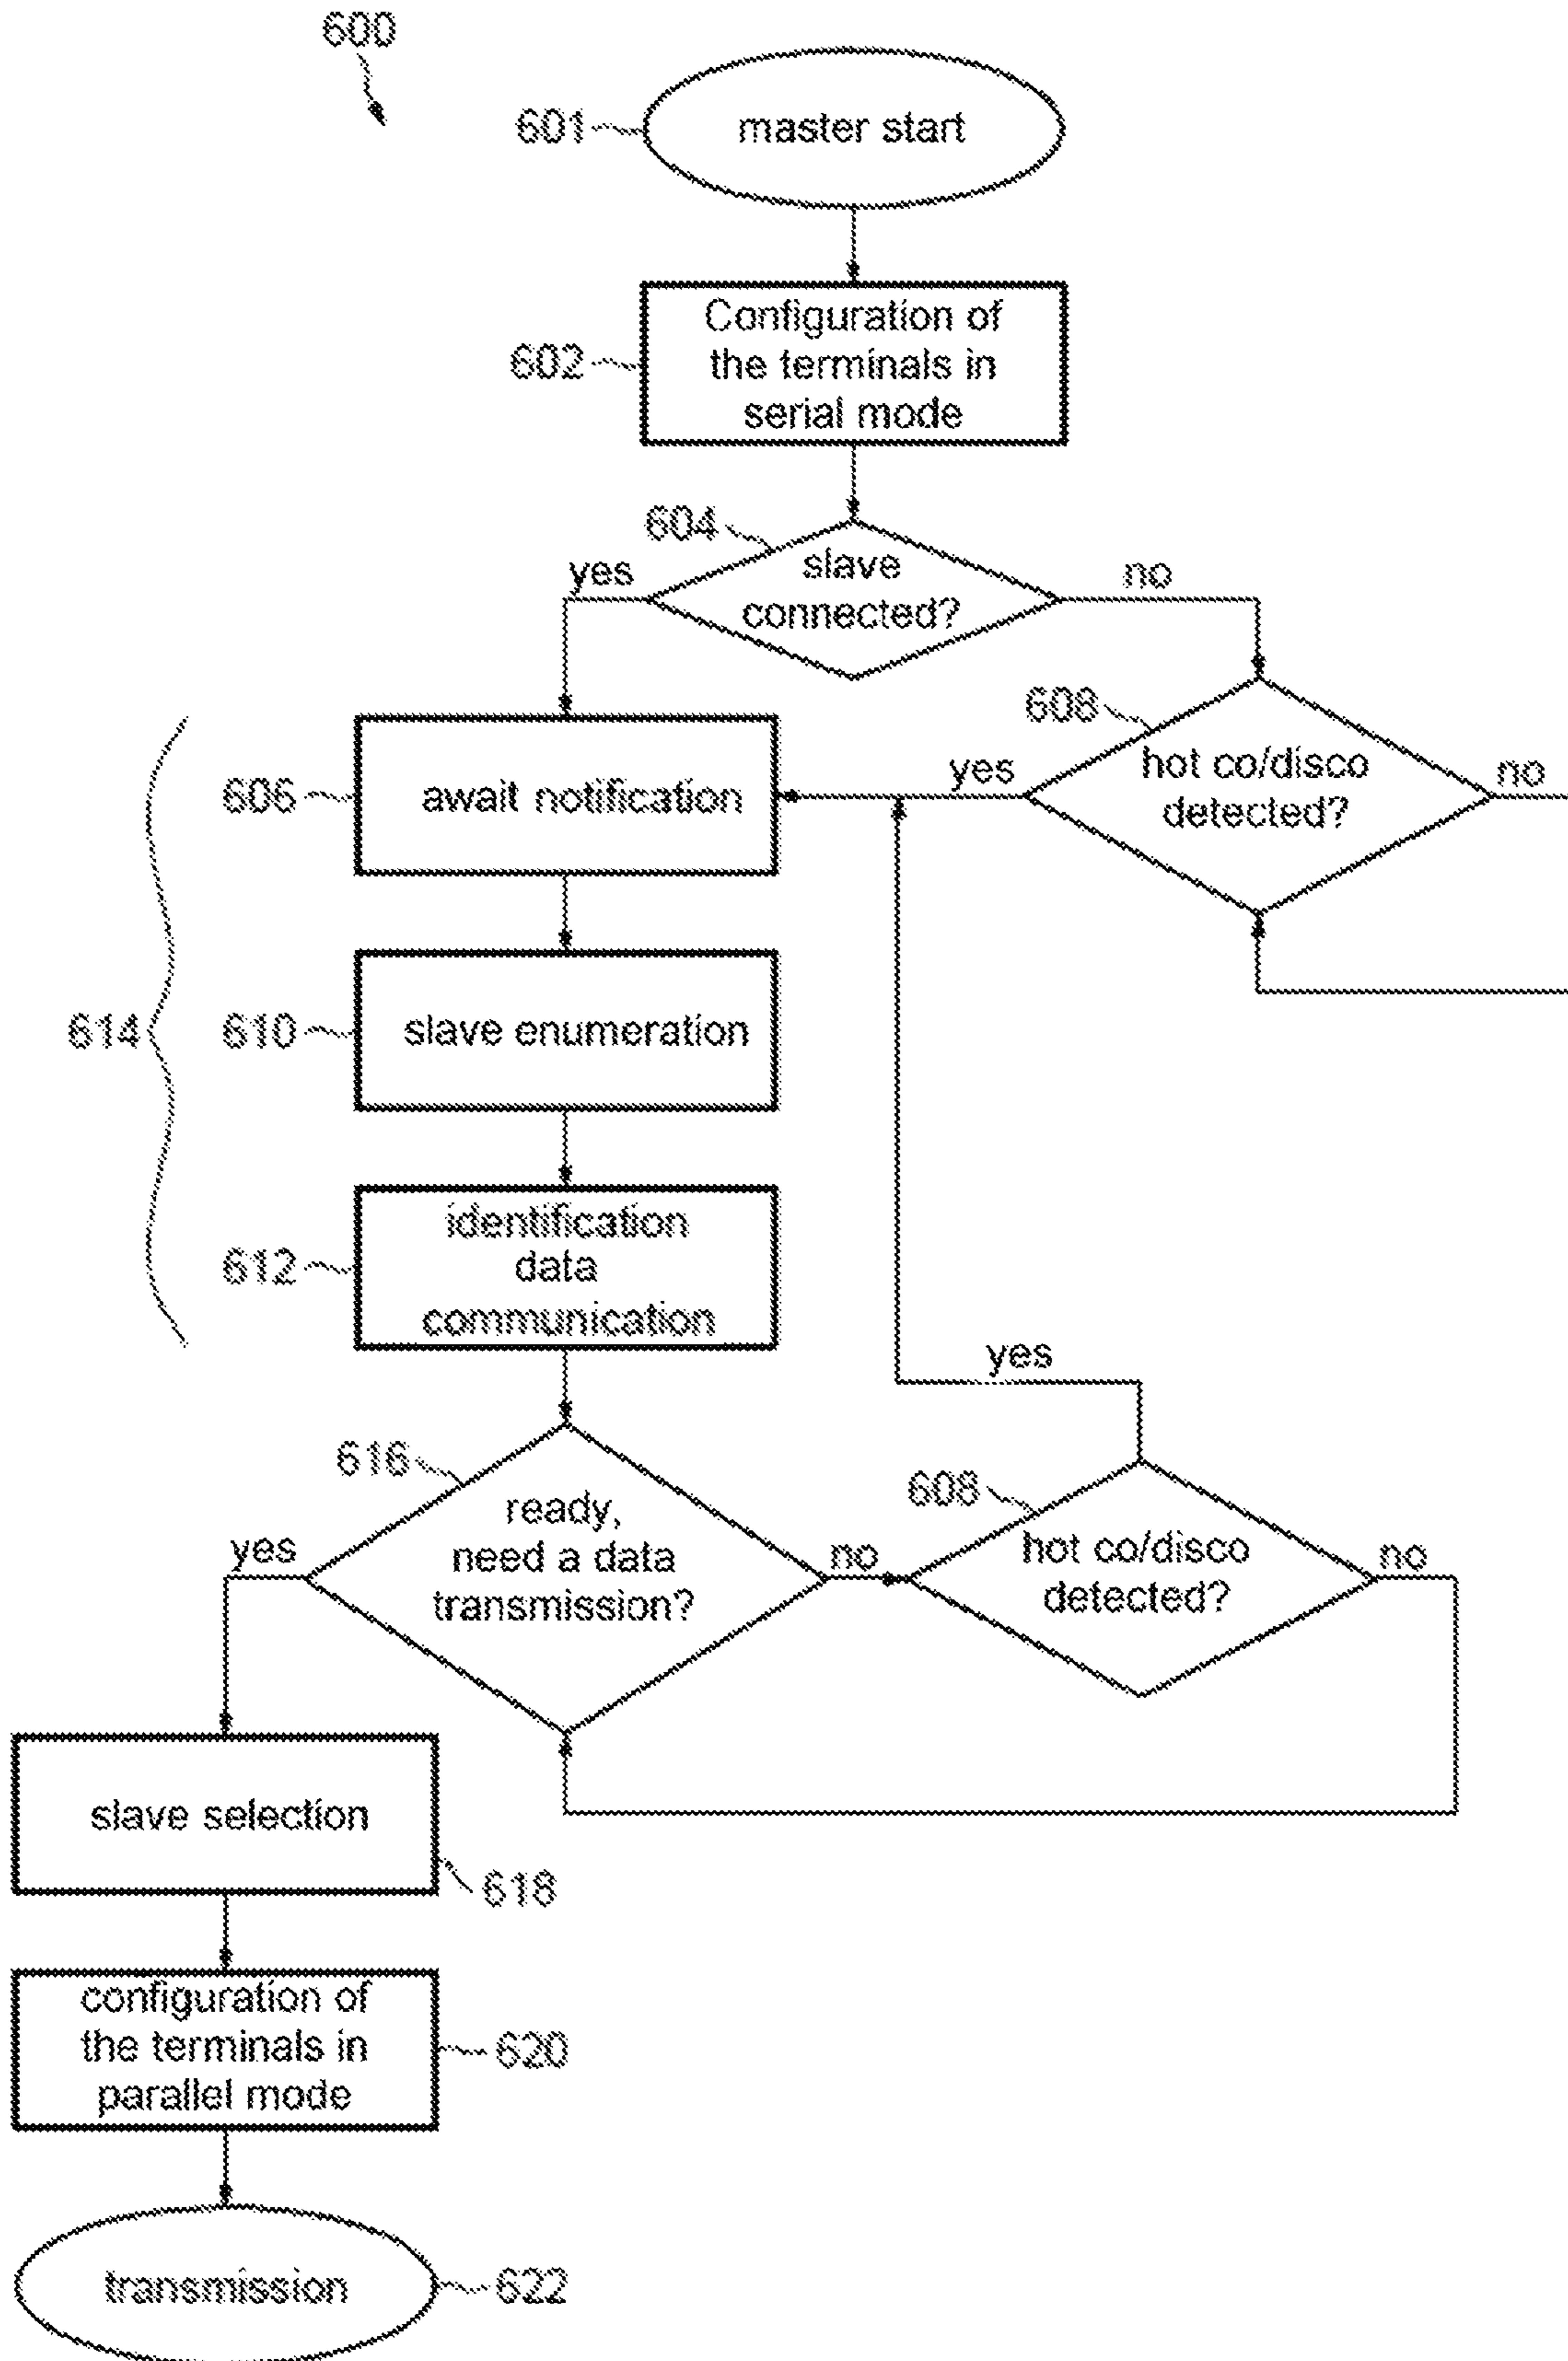 600
601
master start
602
Configuration of
the terminals in
serial mode
604
slave
connected?
yes
no
608
hot co/disco
detected?
yes
no
606
await notification
614
610
slave enumeration
612
identification
data
communication
yes
616
ready,
need a data
transmission?
yes
no
608
hot co/disco
detected?
no
slave selection
618
configuration of
the terminals in
parallel mode
620
transmission
622